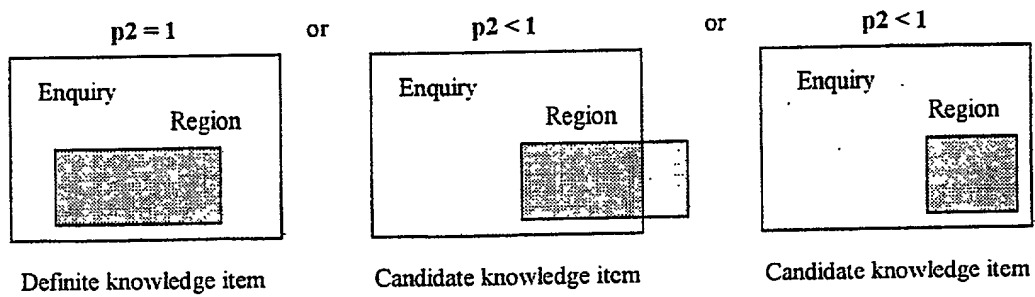 p2 = 1 or p2 < 1 or p2 < 1
Enquiry Enquiry Enquiry
Region Region Region
Definite knowledge item Candidate knowledge item Candidate knowledge item